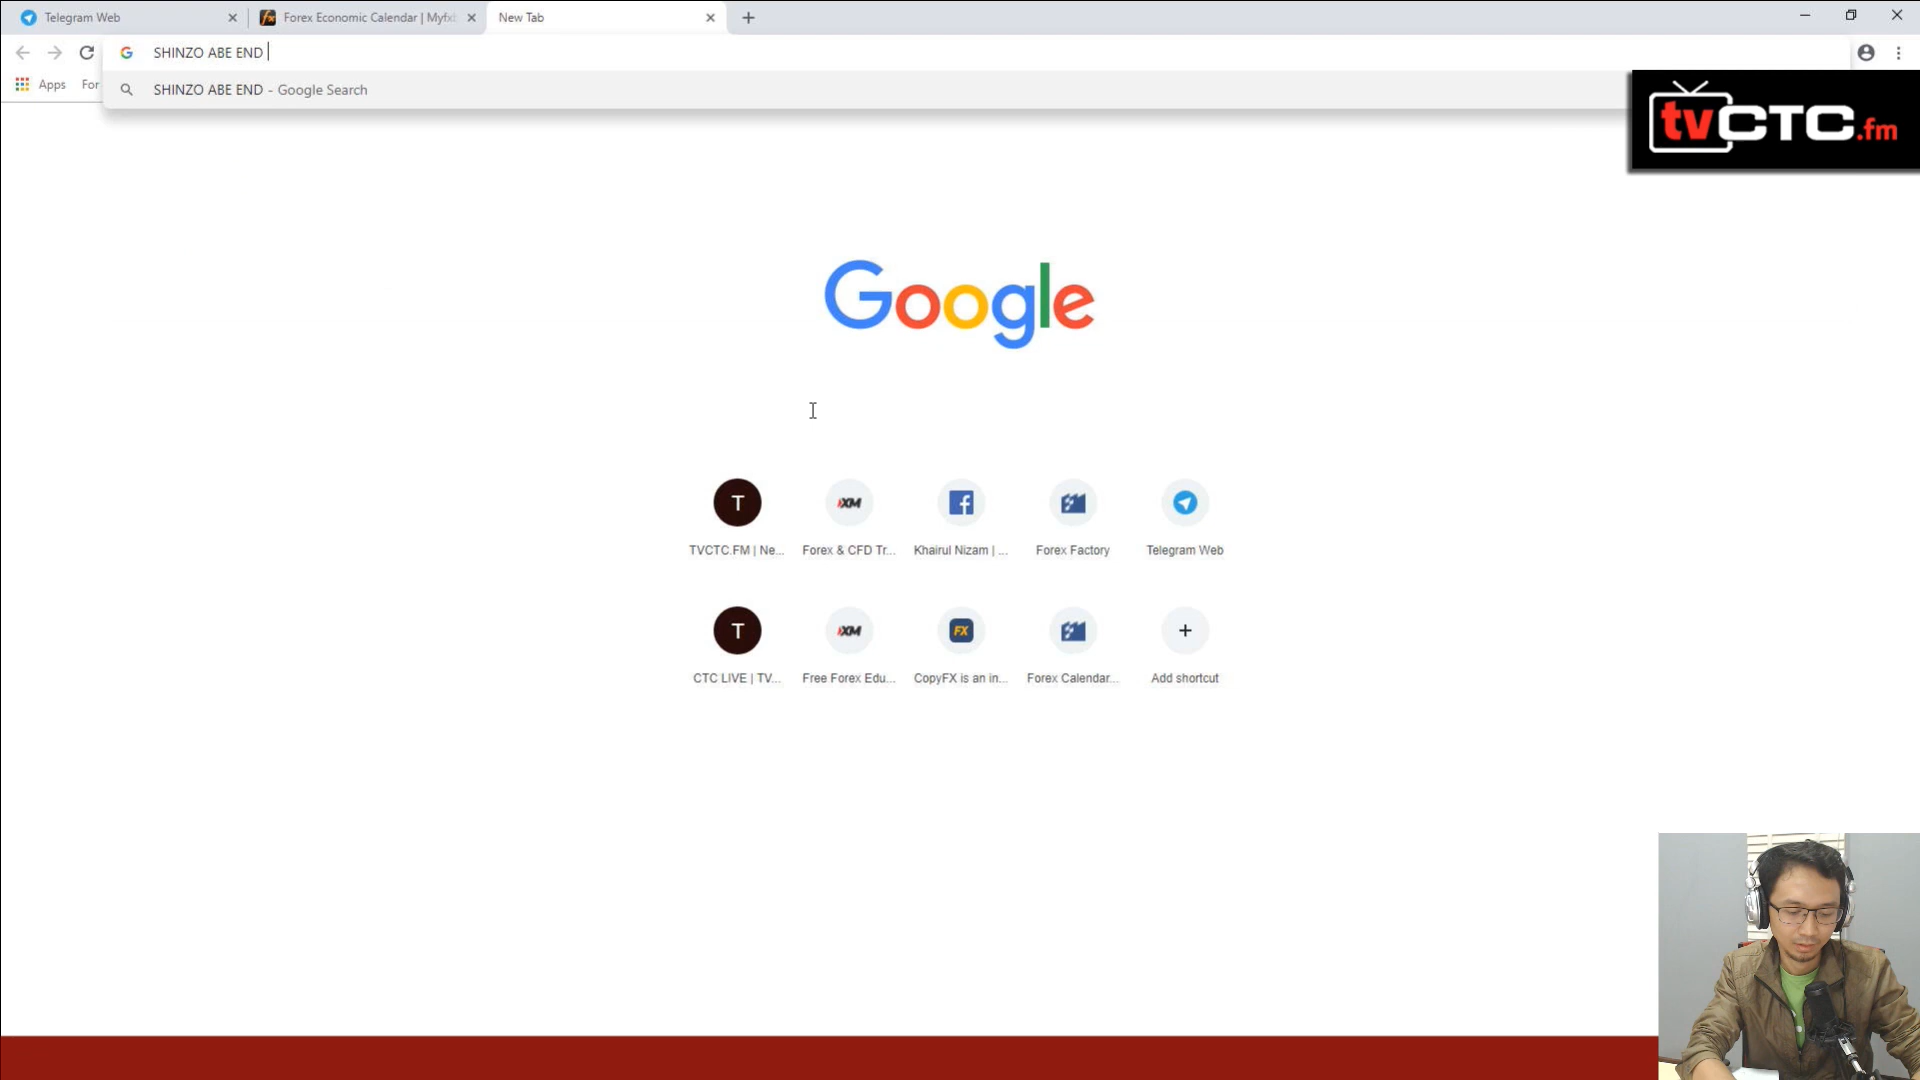 Telegram Web
Forex Economic Calendar | Myfxb
New Tab
SHINZO ABE END
Apps
For
SHINZO ABE END - Google Search
tvCTC.fm
Google
T
XM
TVCTC.FM | Ne...
Forex & CFD Tr...
Khairul Nizam | ...
Forex Factory
Telegram Web
T
XM
FX
CTC LIVE | TV...
Free Forex Edu...
CopyFX is an in...
Forex Calendar...
Add shortcut